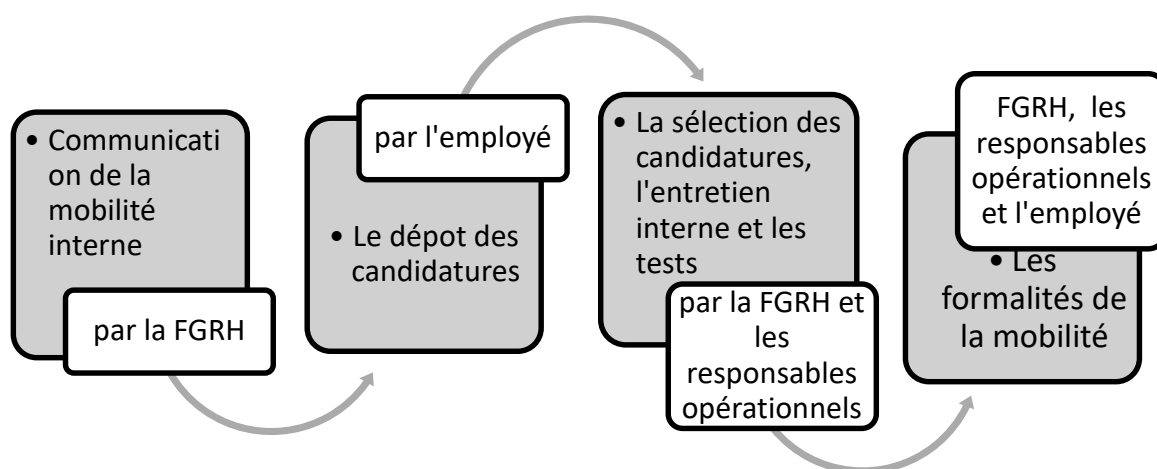 • Communicati
on de la
mobilité
interne
par la FGRH
par l'employé
• Le dépot des
candidatures
• La sélection des
candidatures,
l'entretien
interne et les
tests
par la FGRH et
les
responsables
opérationnels
FGRH, les
responsables
opérationnels
et l'employé
• Les
formalités de
la mobilité